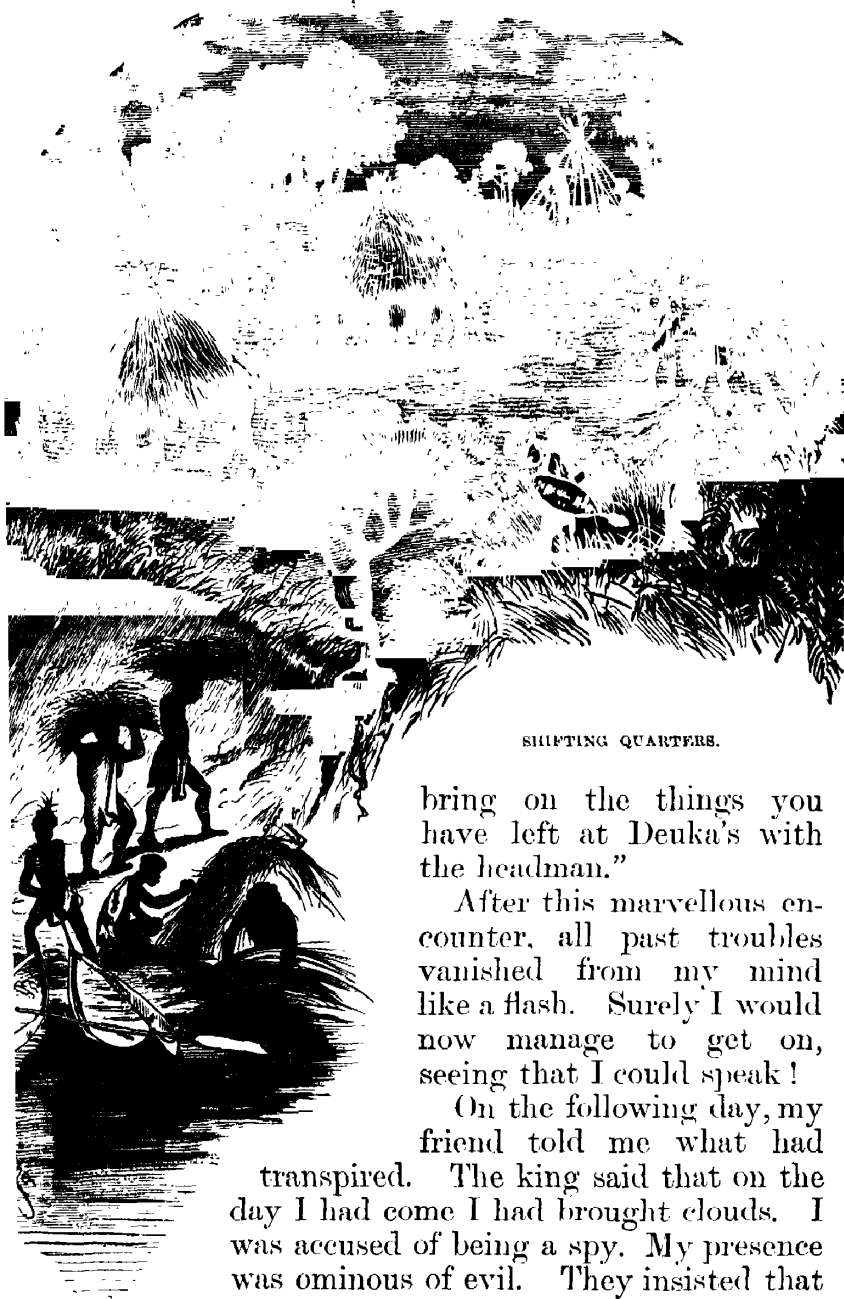 SHIFTING QUARTERS.
bring on the things you
have left at Deuka's with
the headman.”
After this marvellous en-
counter, all past troubles
vanished from my mind
like a flash. Surely I would
now manage to get on,
seeing that I could speak!
On the following day, my
friend told me what had
transpired. The king said that on the
day I had come I had brought clouds. I
was accused of being a spy. My presence
was ominous of evil. They insisted that